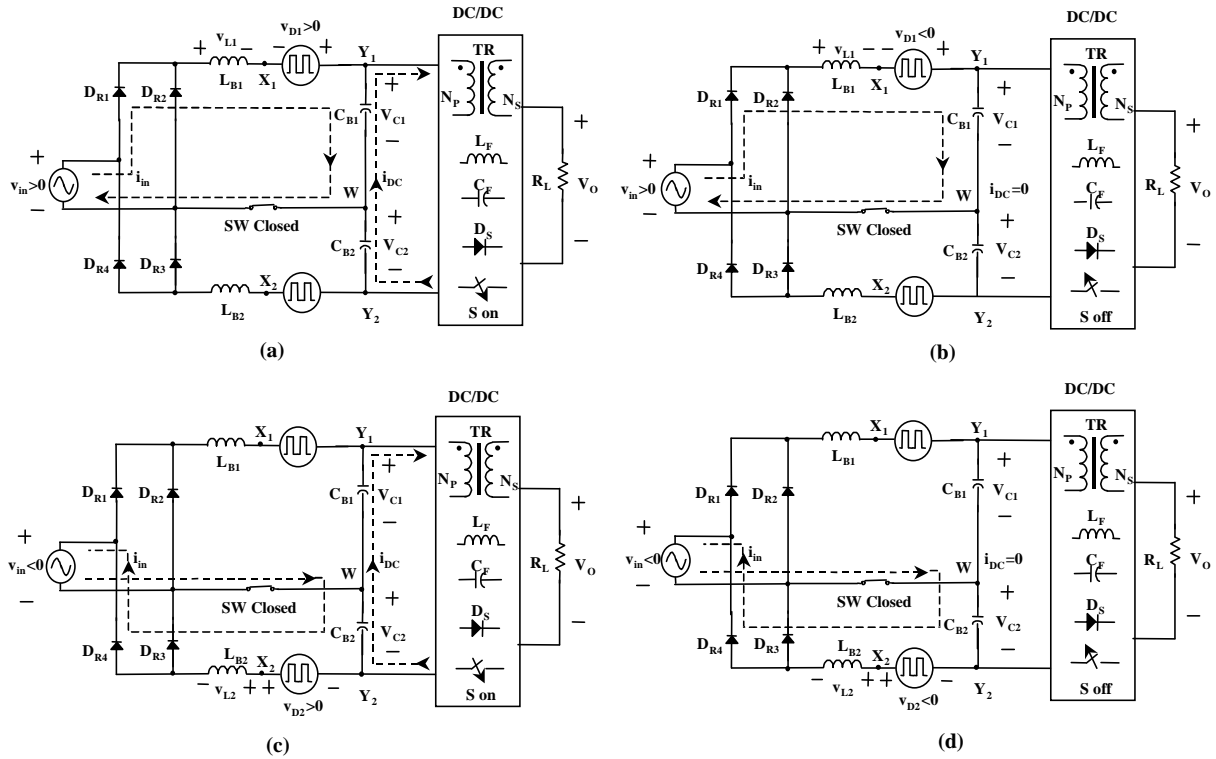 DC/DC
v_L1
v_D1>0
+ − − +
Y_1
TR
L_B1
X_1
D_R1
D_R2
N_P
N_S
+
C_B1
V_C1
−
+
+
L_F
v_in>0
i_in
i_DC
C_F
R_L
V_O
−
W
SW Closed
+
D_S
C_B2
V_C2
−
−
D_R4
D_R3
X_2
L_B2
Y_2
S on
(a)
DC/DC
v_L1
v_D1<0
+ − − +
Y_1
TR
L_B1
X_1
D_R1
D_R2
N_P
N_S
+
C_B1
V_C1
−
+
+
L_F
v_in>0
i_in
i_DC=0
C_F
R_L
V_O
−
W
SW Closed
+
D_S
C_B2
V_C2
−
−
D_R4
D_R3
X_2
L_B2
Y_2
S off
(b)
DC/DC
X_1
Y_1
TR
L_B1
+
N_P
N_S
D_R1
D_R2
C_B1
V_C1
−
+
+
L_F
v_in<0
i_in
i_DC
C_F
R_L
V_O
−
W
SW Closed
+
D_S
C_B2
V_C2
−
−
D_R4
D_R3
L_B2
X_2
− + + −
v_L2
v_D2>0
Y_2
S on
(c)
DC/DC
X_1
Y_1
TR
L_B1
+
N_P
N_S
D_R1
D_R2
C_B1
V_C1
−
+
+
L_F
v_in<0
i_in
i_DC=0
C_F
R_L
V_O
−
W
SW Closed
+
D_S
C_B2
V_C2
−
−
D_R4
D_R3
L_B2
X_2
− + + −
v_L2
v_D2<0
Y_2
S off
(d)